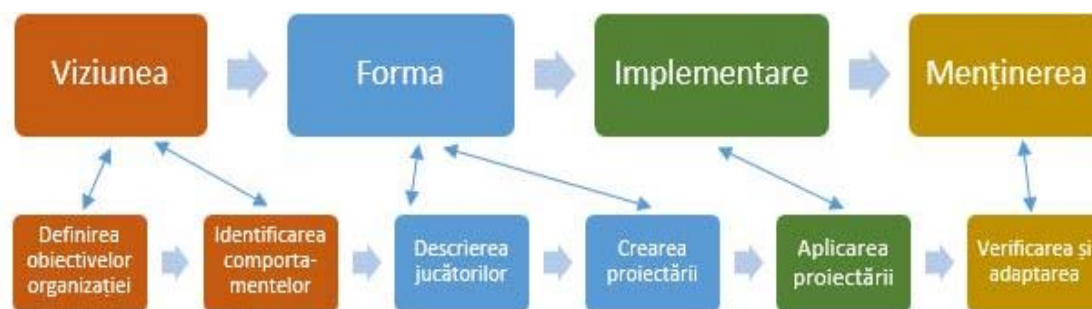 Viziunea
Forma
Implementare
Menținerea
Definirea
obiectivelor
organizației
Identificarea
comporta-
mentelor
Descrierea
jucătorilor
Crearea
proiectării
Aplicarea
proiectării
Verificarea și
adaptarea